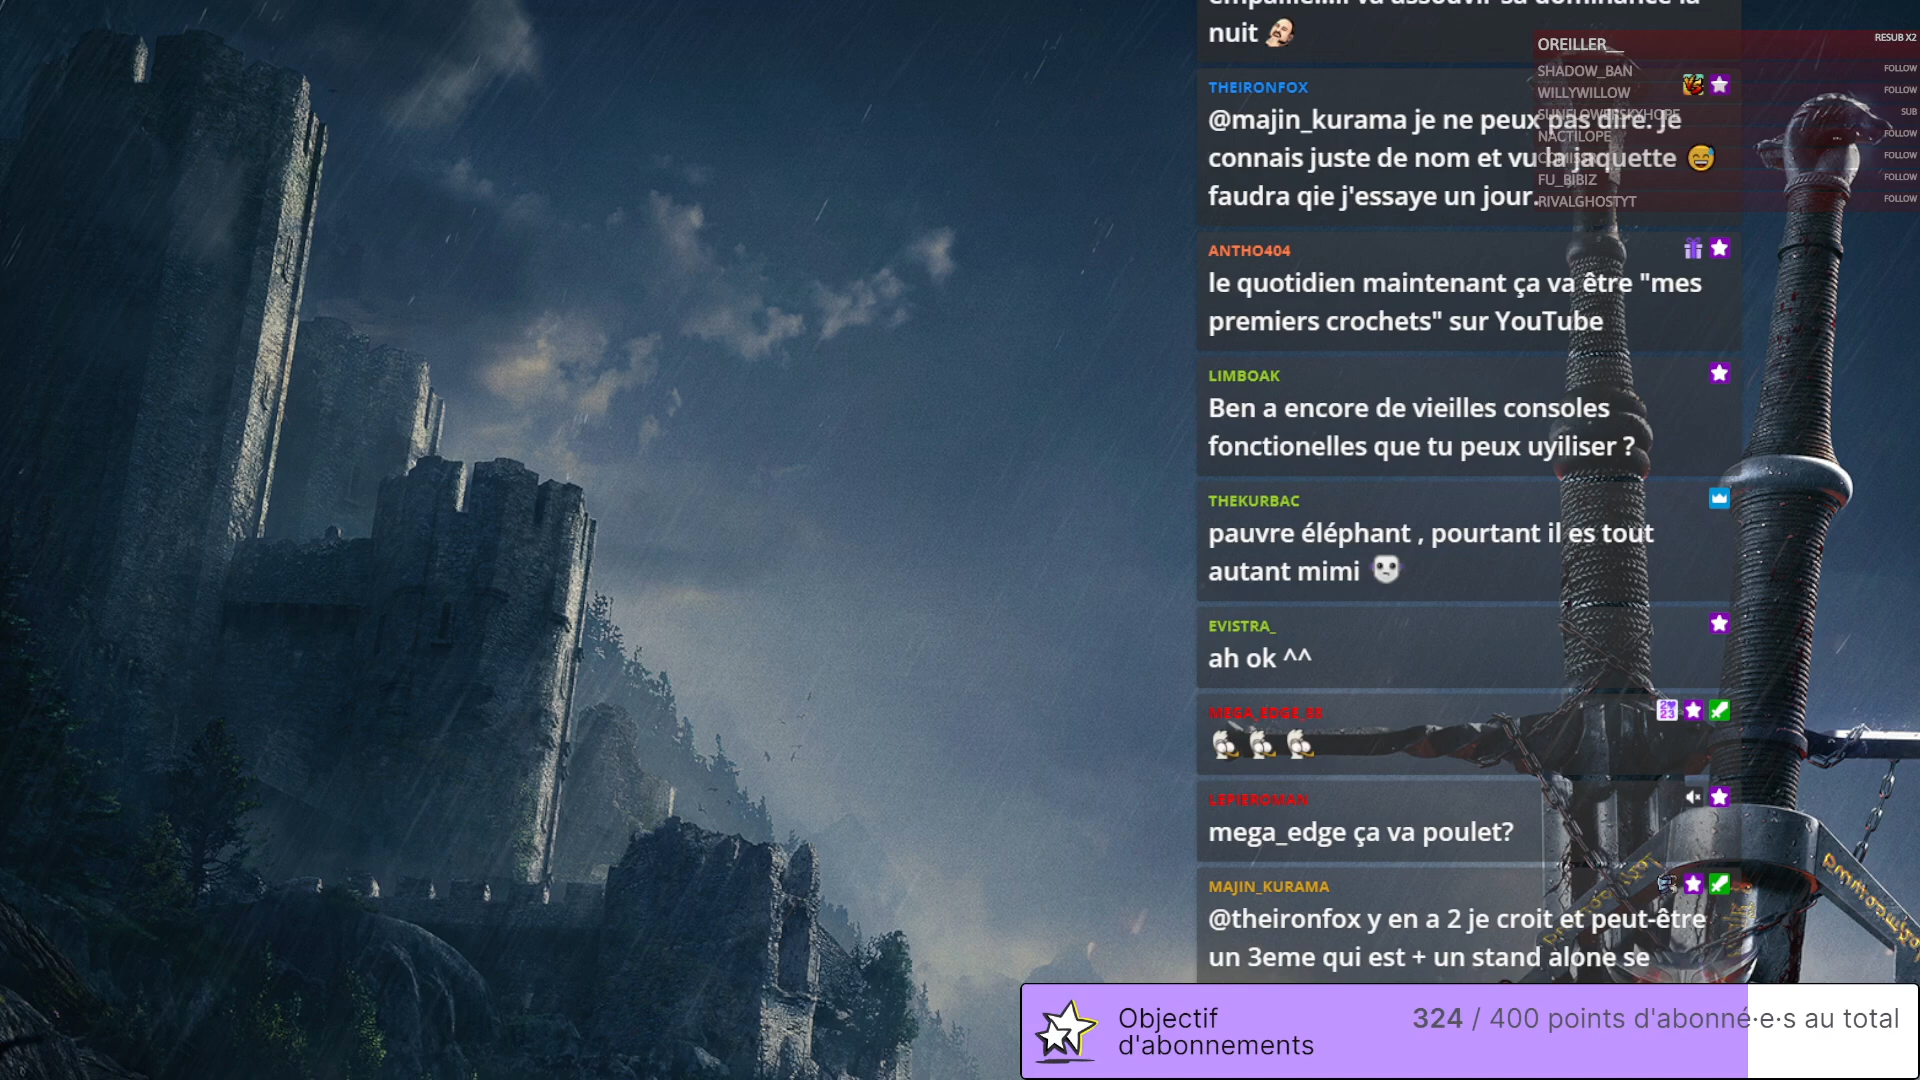 nuit
OREILLER__ RESUB X2
SHADOW_BAN FOLLOW
WILLYWILLOW FOLLOW
SUNFLOWERSKYHOPE SUB
NACTILOPE FOLLOW
FOLLOW
FU_BIBIZ FOLLOW
RIVALGHOSTYT FOLLOW
THEIRONFOX
@majin_kurama je ne peux pas dire. je
connais juste de nom et vu la jaquette
faudra qie j'essaye un jour.
ANTHO404
le quotidien maintenant ça va être "mes
premiers crochets" sur YouTube
LIMBOAK
Ben a encore de vieilles consoles
fonctionelles que tu peux uyiliser ?
THEKURBAC
pauvre éléphant , pourtant il es tout
autant mimi
EVISTRA_
ah ok ^^
LEPIEROMAN
mega_edge ça va poulet?
MAJIN_KURAMA
@theironfox y en a 2 je croit et peut-être
un 3eme qui est + un stand alone se
Objectif
d'abonnements
324 / 400 points d'abonné·e·s au total